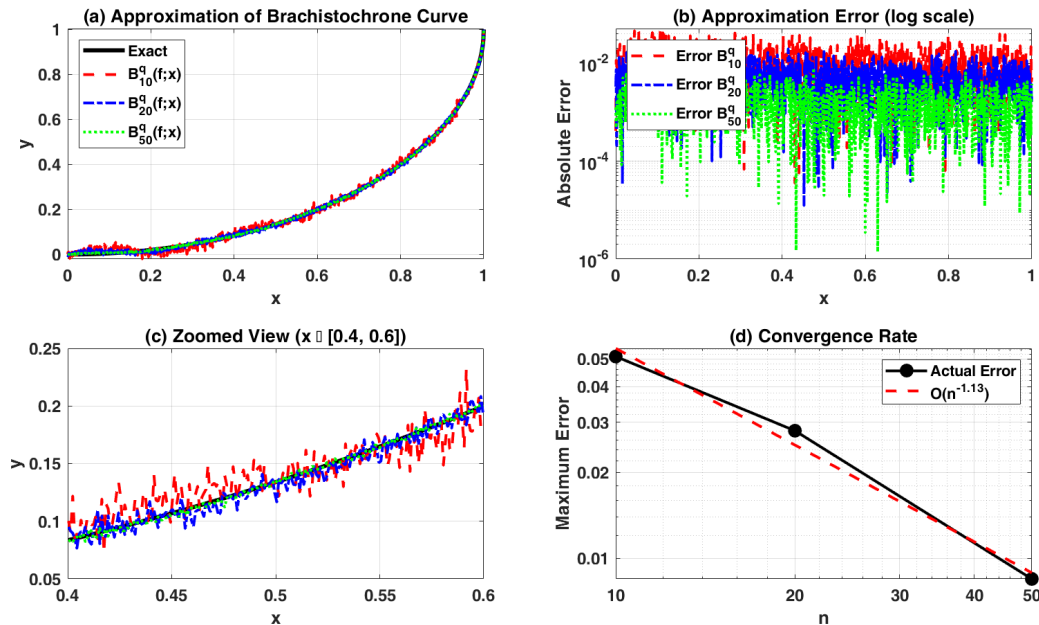 (a) Approximation of Brachistochrone Curve
1
0.8
0.6
0.4
0.2
0
y
0
0.2
0.4
0.6
0.8
1
x
Exact
B^q_10(f;x)
B^q_20(f;x)
B^q_50(f;x)
(b) Approximation Error (log scale)
10^-2
10^-4
10^-6
Absolute Error
0
0.2
0.4
0.6
0.8
1
x
Error B^q_10
Error B^q_20
Error B^q_50
(c) Zoomed View (x ▯ [0.4, 0.6])
0.25
0.2
0.15
0.1
0.05
y
0.4
0.45
0.5
0.55
0.6
x
(d) Convergence Rate
0.05
0.04
0.03
0.02
0.01
Maximum Error
10
20
30
40
50
n
Actual Error
O(n^-1.13)